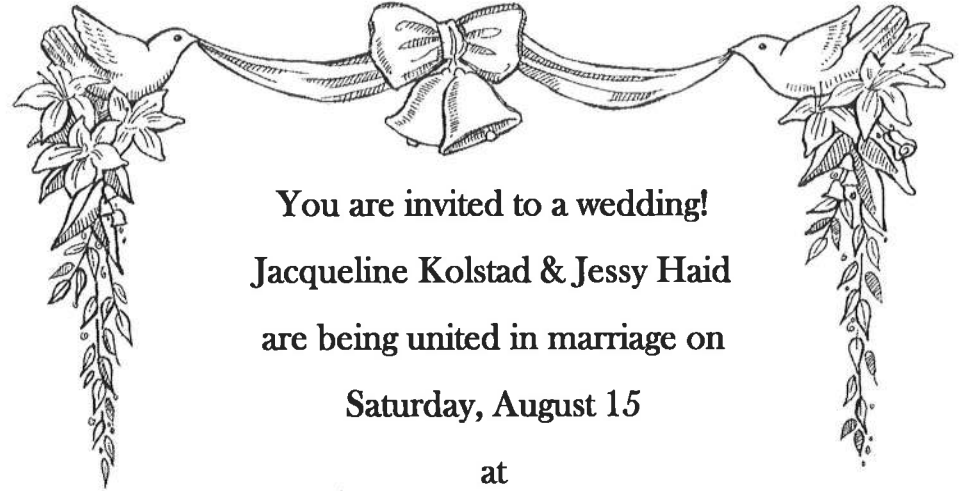 You are invited to a wedding!
Jacqueline Kolstad & Jessy Haid
are being united in marriage on
Saturday, August 15
at